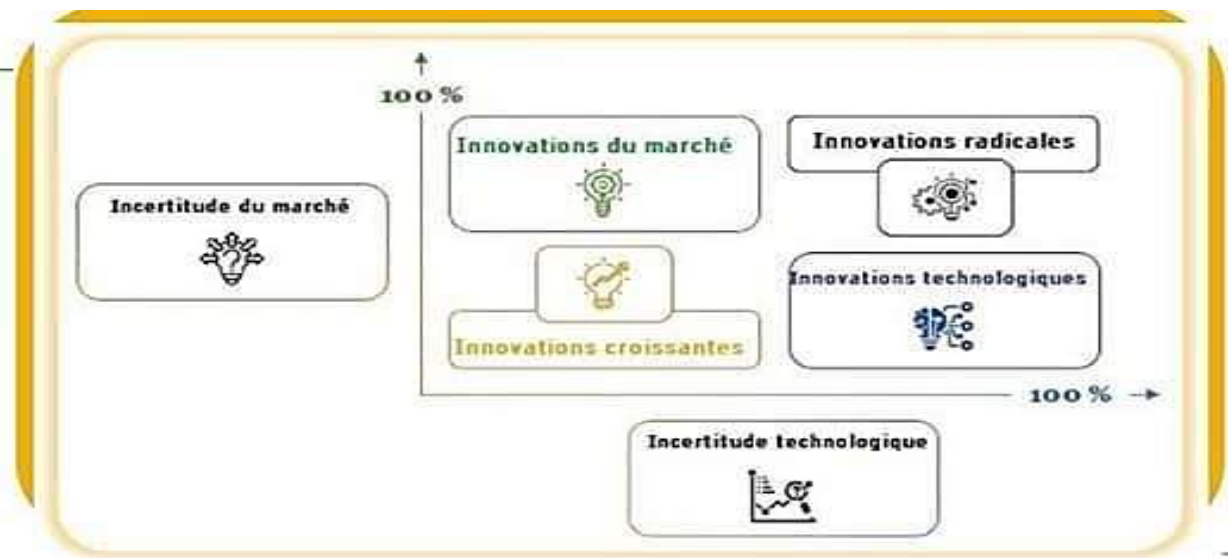 100 %
Innovations du marché
Innovations radicales
Incertitude du marché
?
Innovations technologiques
Innovations croissantes
100 %
Incertitude technologique